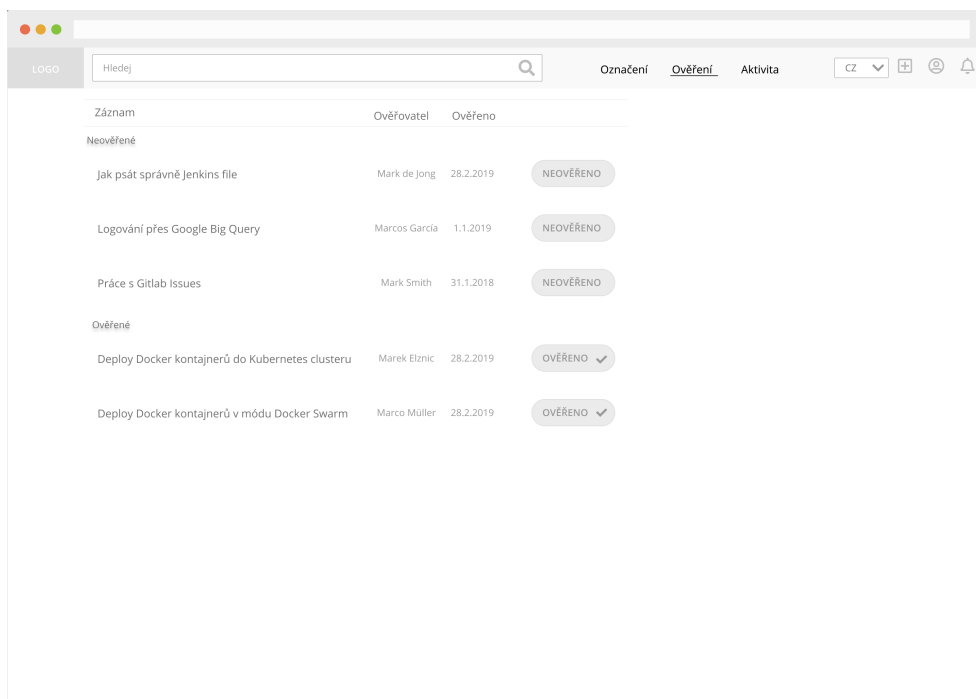 LOGO Hledej Označení Ověření Aktivita CZ
Záznam Ověřovatel Ověřeno
Neověřené
Jak psát správně Jenkins file Mark de Jong 28.2.2019 NEOVĚŘENO
Logování přes Google Big Query Marcos García 1.1.2019 NEOVĚŘENO
Práce s Gitlab Issues Mark Smith 31.1.2018 NEOVĚŘENO
Ověřené
Deploy Docker kontajnerů do Kubernetes clusteru Marek Elznic 28.2.2019 OVĚŘENO
Deploy Docker kontajnerů v módu Docker Swarm Marco Müller 28.2.2019 OVĚŘENO